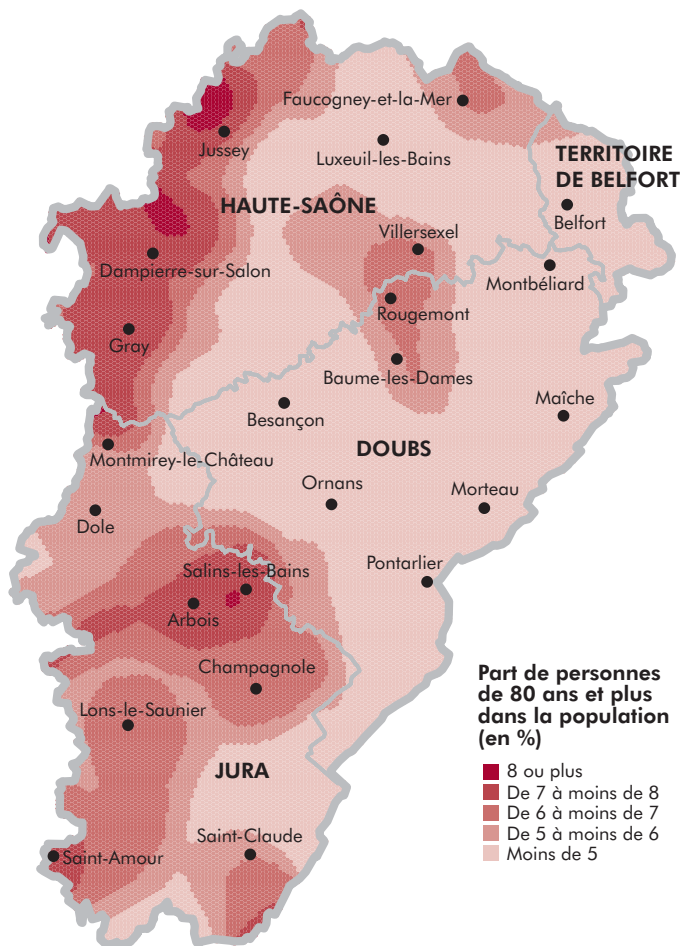 Faucogney-et-la-Mer
Jussey
Luxeuil-les-Bains
TERRITOIRE
DE BELFORT
HAUTE-SAÔNE
Belfort
Villersexel
Dampierre-sur-Salon
Montbéliard
Rougemont
Gray
Baume-les-Dames
Maîche
Besançon
DOUBS
Montmirey-le-Château
Ornans
Morteau
Dole
Pontarlier
Salins-les-Bains
Arbois
Champagnole
Lons-le-Saunier
JURA
Saint-Claude
Saint-Amour
Part de personnes
de 80 ans et plus
dans la population
(en %)
8 ou plus
De 7 à moins de 8
De 6 à moins de 7
De 5 à moins de 6
Moins de 5